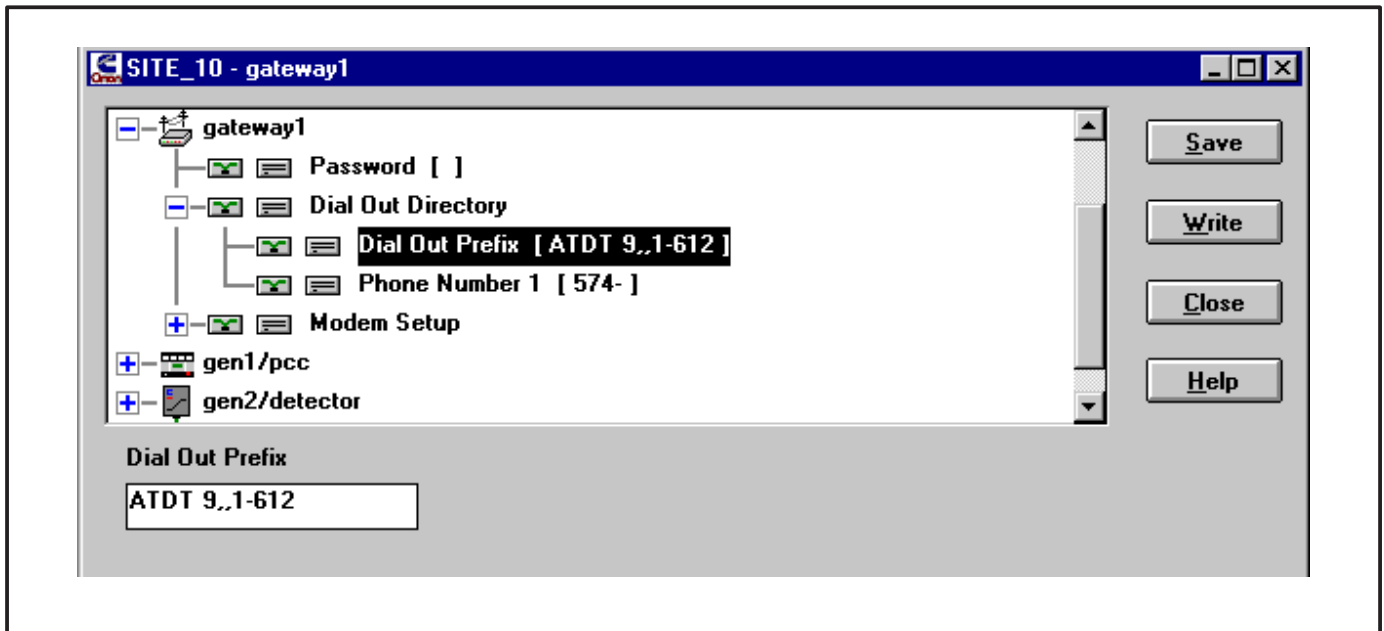 SITE_10 - gateway1
gateway1
Password [ ]
Dial Out Directory
Dial Out Prefix [ ATDT 9,,1-612 ]
Phone Number 1 [ 574- ]
Modem Setup
gen1/pcc
gen2/detector
Save
Write
Close
Help
Dial Out Prefix
ATDT 9,,1-612